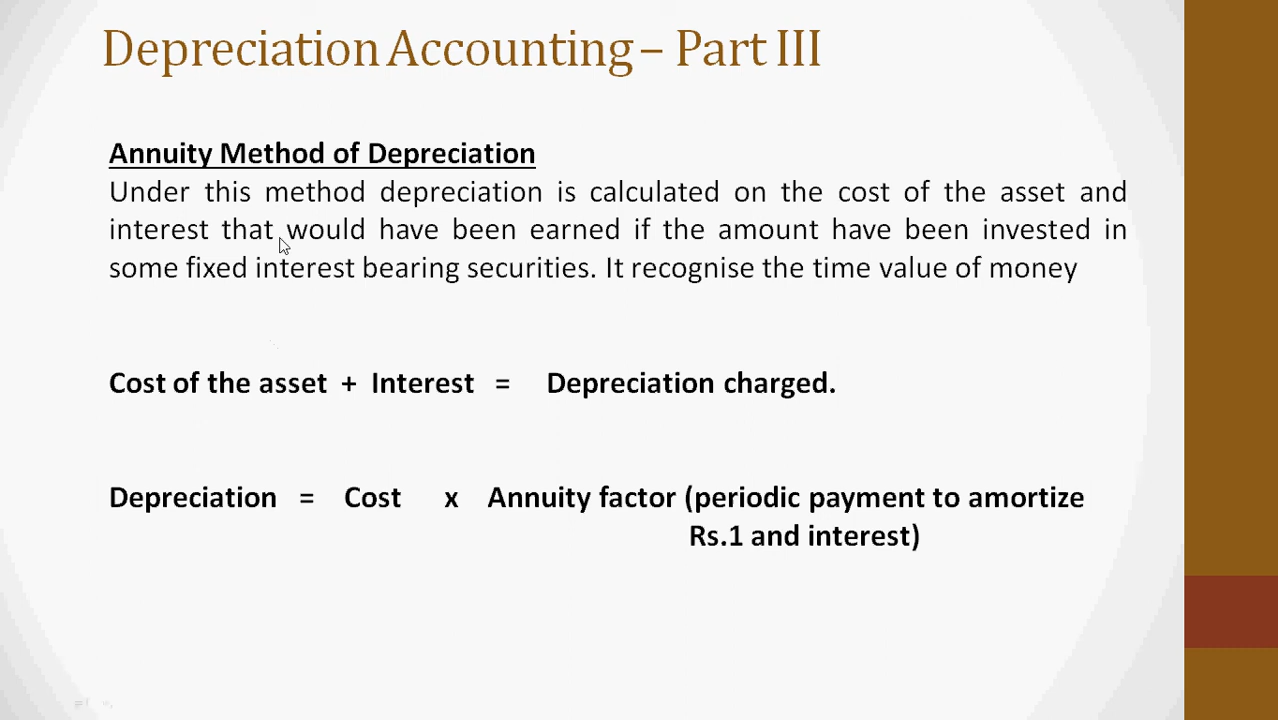 Depreciation Accounting – Part III
Annuity Method of Depreciation
Under this method depreciation is calculated on the cost of the asset and
interest that would have been earned if the amount have been invested in
some fixed interest bearing securities. It recognise the time value of money
Cost of the asset + Interest = Depreciation charged.
Depreciation = Cost x Annuity factor (periodic payment to amortize
Rs.1 and interest)